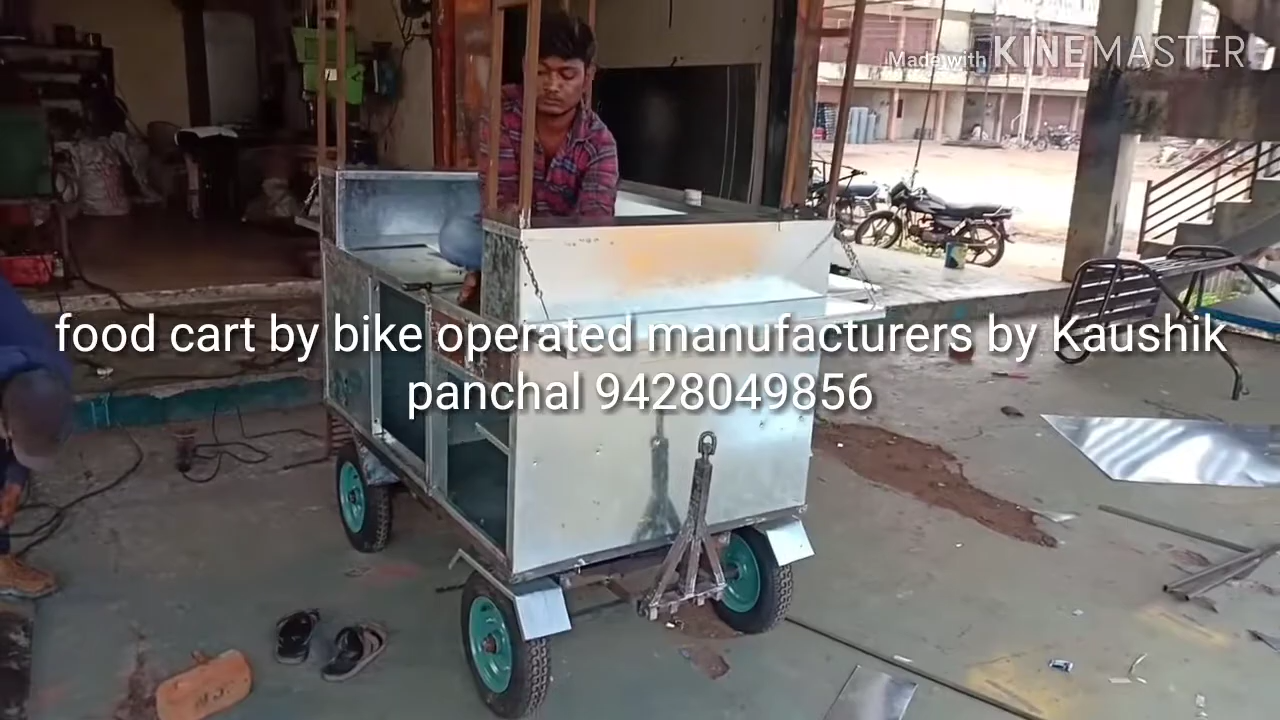 Made with KINEMASTER
food cart by bike operated manufacturers by Kaushik
panchal 9428049856